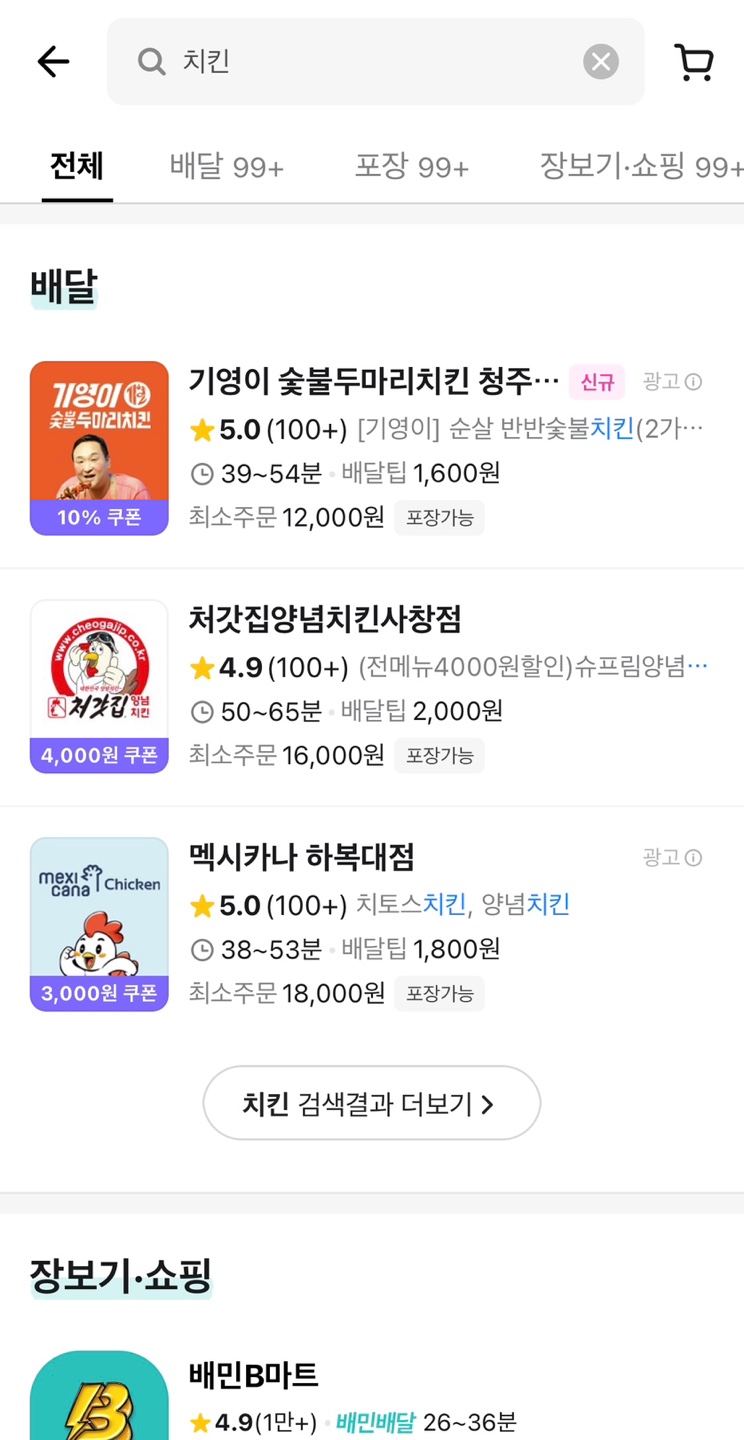 치킨
전체 배달 99+ 포장 99+ 장보기·쇼핑 99+
배달
기영이
숯불두마리치킨
10% 쿠폰
기영이 숯불두마리치킨 청주… 신규 광고
5.0 (100+) [기영이] 순살 반반숯불치킨(2가…
39~54분 · 배달팁 1,600원
최소주문 12,000원 포장가능
www.cheogajip.co.kr
처갓집 양념치킨
4,000원 쿠폰
처갓집양념치킨사창점
4.9 (100+) (전메뉴4000원할인)슈프림양념…
50~65분 · 배달팁 2,000원
최소주문 16,000원 포장가능
mexicana Chicken
3,000원 쿠폰
멕시카나 하복대점 광고
5.0 (100+) 치토스치킨, 양념치킨
38~53분 · 배달팁 1,800원
최소주문 18,000원 포장가능
치킨 검색결과 더보기 >
장보기·쇼핑
B
배민B마트
4.9(1만+) · 배민배달 26~36분